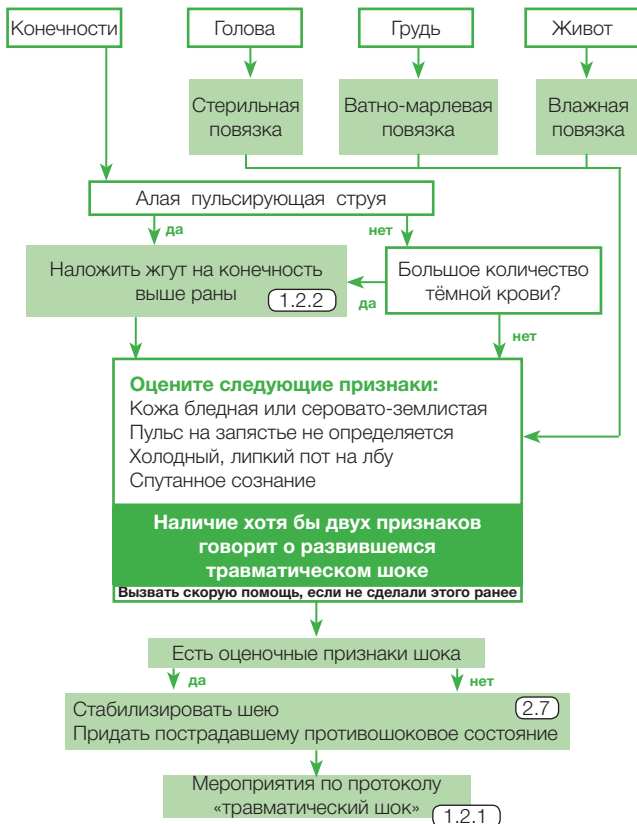 Конечности
Голова
Грудь
Живот
Стерильная
повязка
Ватно-марлевая
повязка
Влажная
повязка
Алая пульсирующая струя
да
нет
Наложить жгут на конечность
выше раны
1.2.2
да
Большое количество
тёмной крови?
нет
Оцените следующие признаки:
Кожа бледная или серовато-землистая
Пульс на запястье не определяется
Холодный, липкий пот на лбу
Спутанное сознание
Наличие хотя бы двух признаков
говорит о развившемся
травматическом шоке
Вызвать скорую помощь, если не сделали этого ранее
Есть оценочные признаки шока
да
нет
Стабилизировать шею
2.7
Придать пострадавшему противошоковое состояние
Мероприятия по протоколу
«травматический шок»
1.2.1